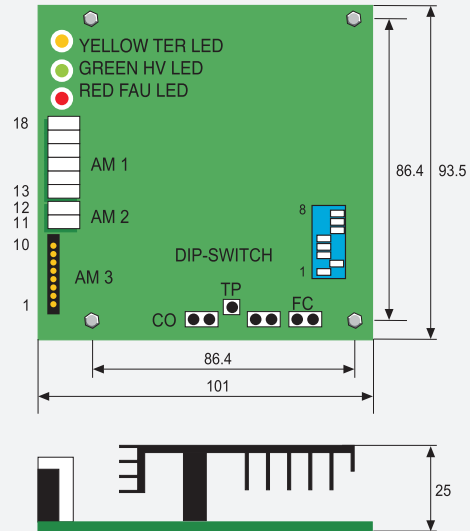 YELLOW TER LED
GREEN HV LED
RED FAU LED
18
AM 1
13
12
AM 2
11
10
AM 3
1
8
DIP-SWITCH
1
TP
CO
FC
86.4
93.5
86.4
101
25